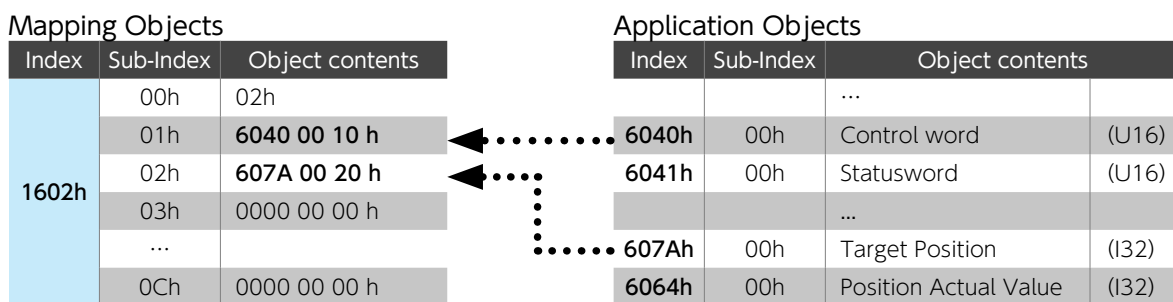 Mapping Objects
Index Sub-Index Object contents
1602h
00h 02h
01h 6040 00 10 h
02h 607A 00 20 h
03h 0000 00 00 h
…
0Ch 0000 00 00 h
Application Objects
Index Sub-Index Object contents
…
6040h 00h Control word (U16)
6041h 00h Statusword (U16)
...
607Ah 00h Target Position (I32)
6064h 00h Position Actual Value (I32)